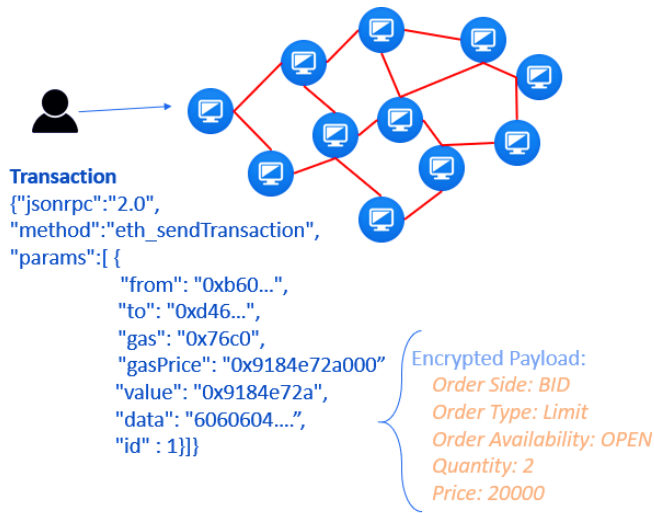 Transaction
{"jsonrpc":"2.0",
"method":"eth_sendTransaction",
"params":[ {
"from": "0xb60...",
"to": "0xd46...",
"gas": "0x76c0",
"gasPrice": "0x9184e72a000”
"value": "0x9184e72a",
"data": "6060604....”,
"id" : 1}]}
Encrypted Payload:
Order Side: BID
Order Type: Limit
Order Availability: OPEN
Quantity: 2
Price: 20000